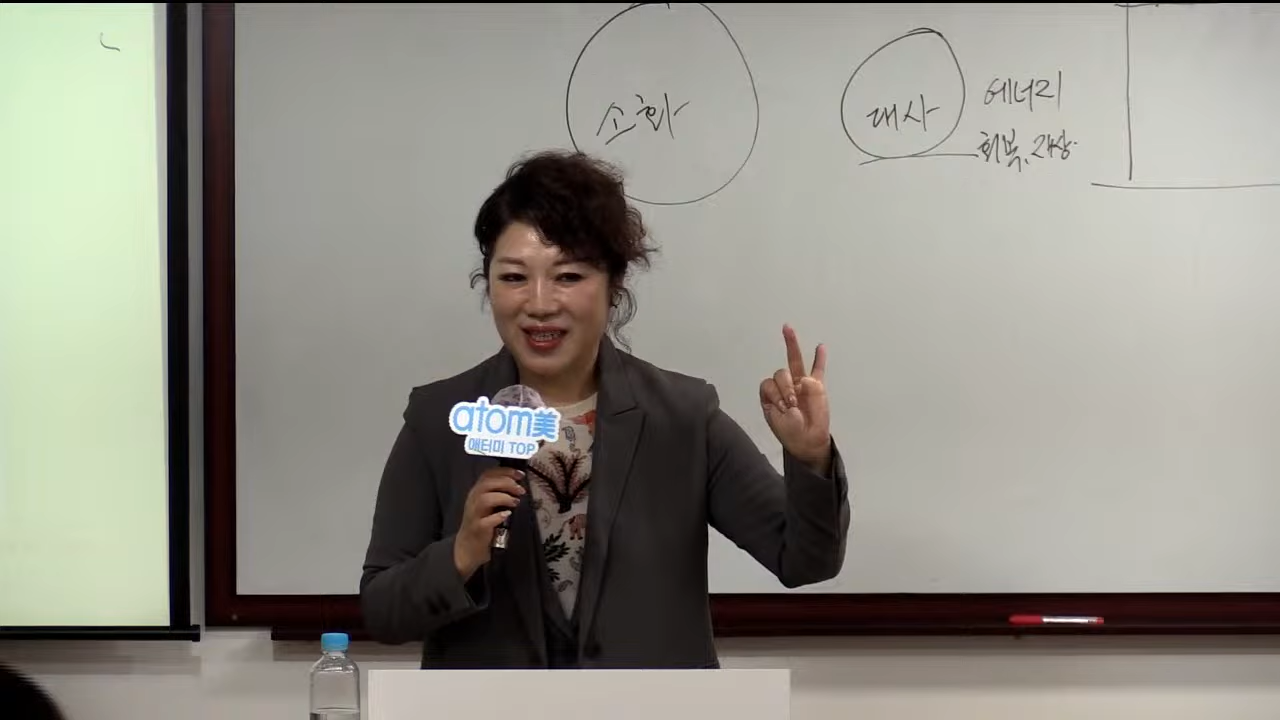 소화
대사
에너지
회복, 재생
atom美
애터미 TOP